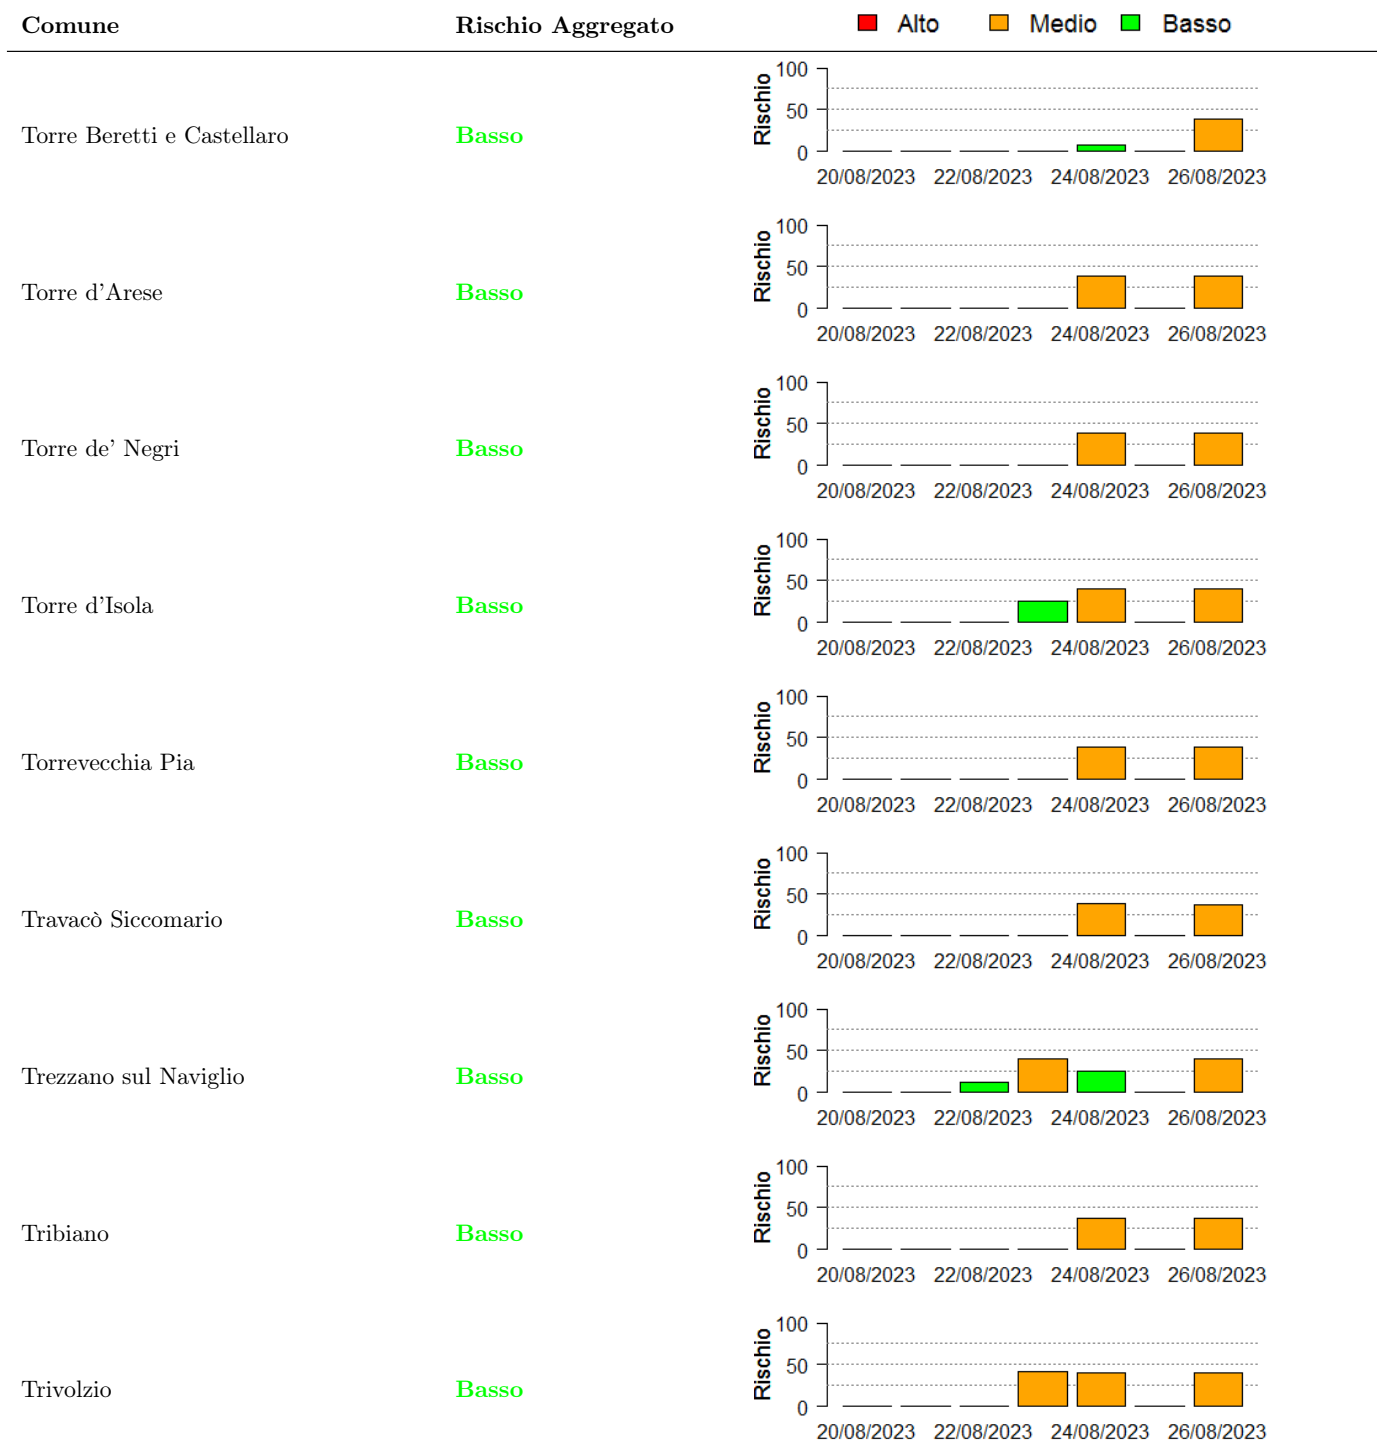 Comune Rischio Aggregato Alto Medio Basso
Torre Beretti e Castellaro Basso
Rischio
100
50
0
20/08/2023 22/08/2023 24/08/2023 26/08/2023
Torre d'Arese Basso
Rischio
100
50
0
20/08/2023 22/08/2023 24/08/2023 26/08/2023
Torre de' Negri Basso
Rischio
100
50
0
20/08/2023 22/08/2023 24/08/2023 26/08/2023
Torre d'Isola Basso
Rischio
100
50
0
20/08/2023 22/08/2023 24/08/2023 26/08/2023
Torrevecchia Pia Basso
Rischio
100
50
0
20/08/2023 22/08/2023 24/08/2023 26/08/2023
Travacò Siccomario Basso
Rischio
100
50
0
20/08/2023 22/08/2023 24/08/2023 26/08/2023
Trezzano sul Naviglio Basso
Rischio
100
50
0
20/08/2023 22/08/2023 24/08/2023 26/08/2023
Tribiano Basso
Rischio
100
50
0
20/08/2023 22/08/2023 24/08/2023 26/08/2023
Trivolzio Basso
Rischio
100
50
0
20/08/2023 22/08/2023 24/08/2023 26/08/2023